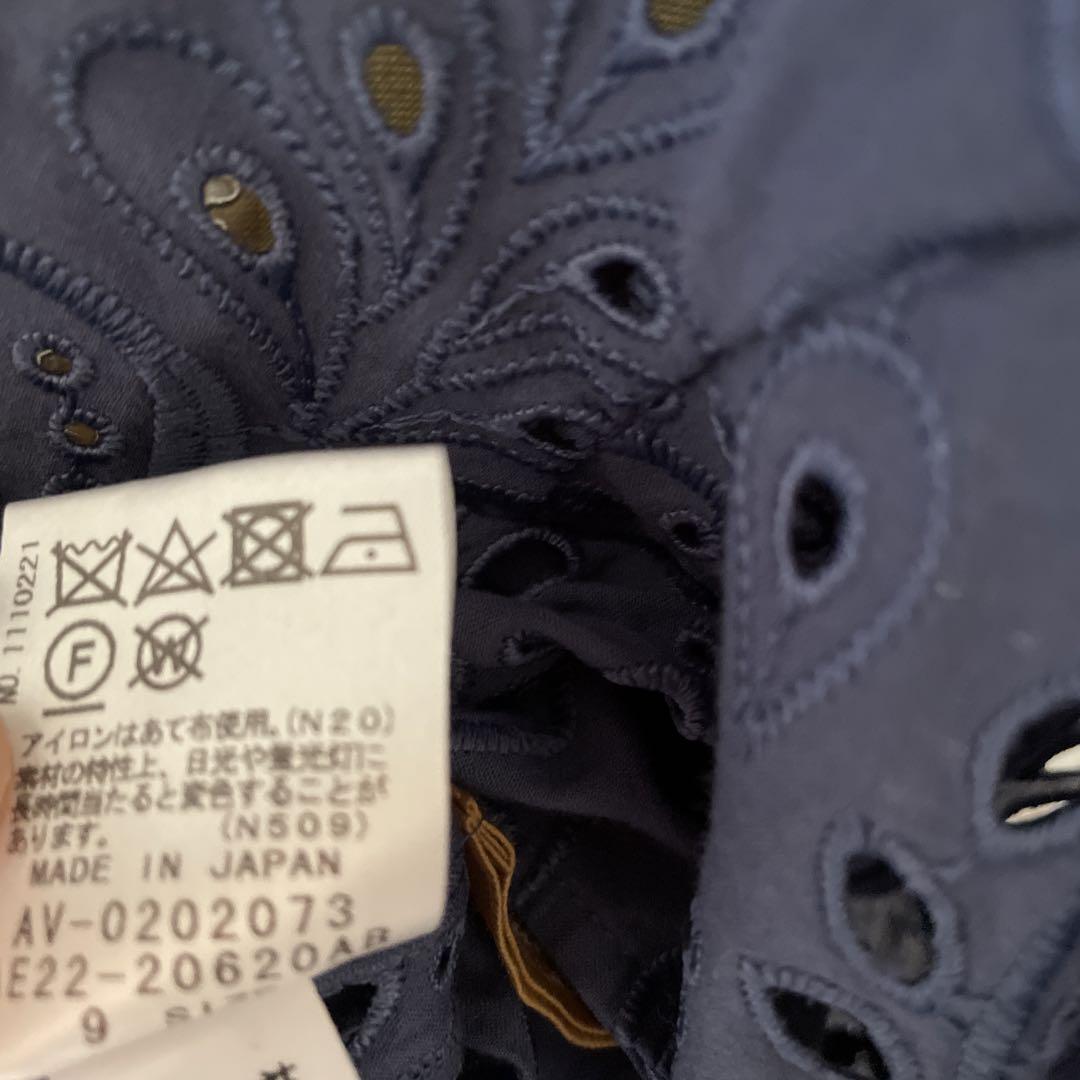 NO. 1110221
F W
アイロンはあて布使用。(N20)
素材の特性上、日光や蛍光灯に
長時間当たると変色することが
あります。 (N509)
MADE IN JAPAN
AV-0202073
E22-20620AB
9